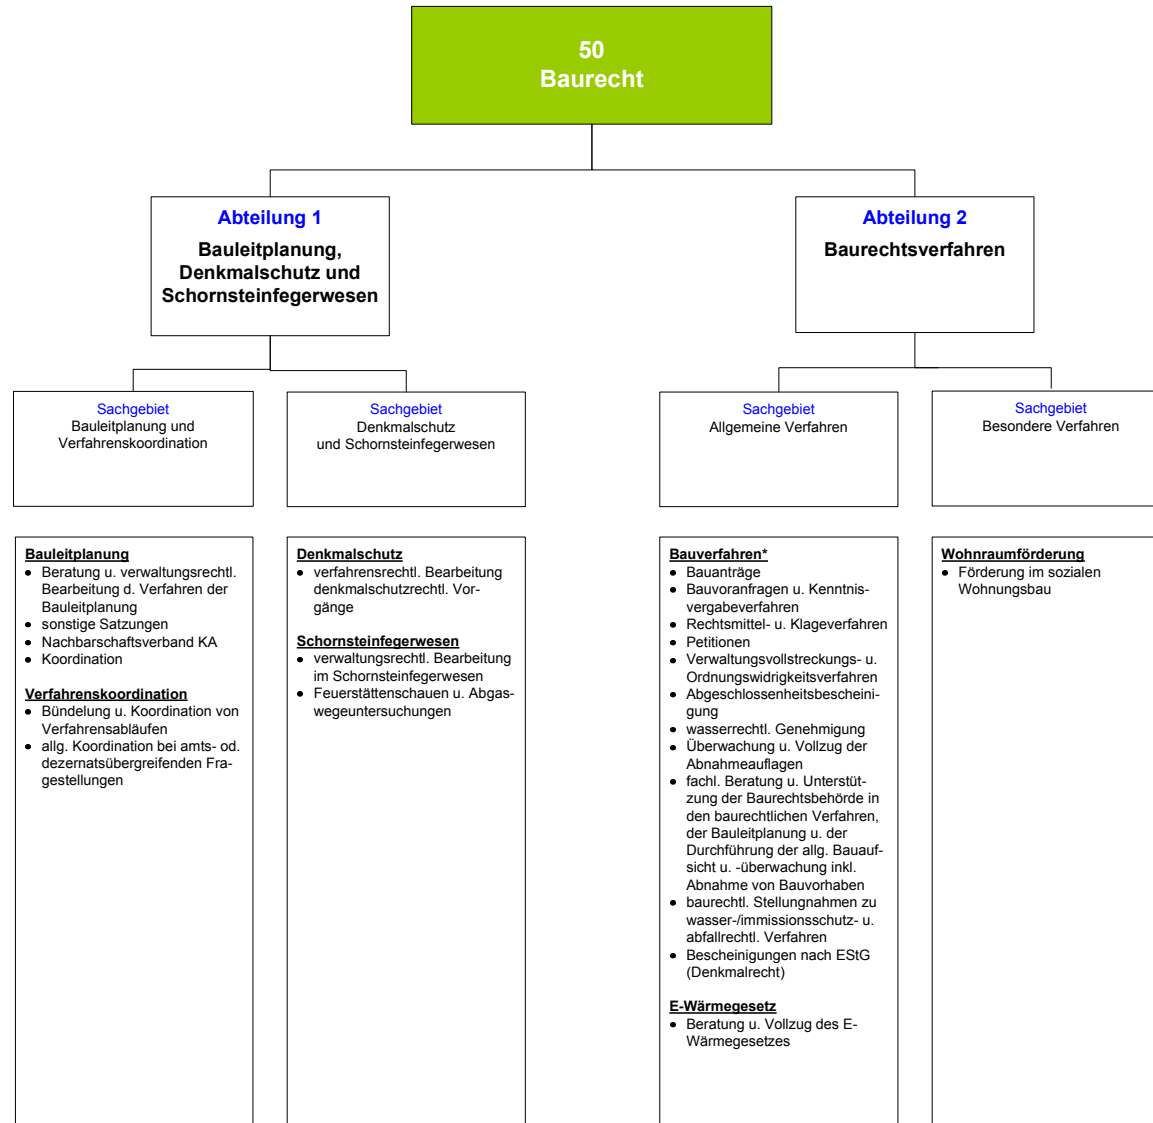 50
Baurecht
Abteilung 1
Bauleitplanung,
Denkmalschutz und
Schornsteinfegerwesen
Abteilung 2
Baurechtsverfahren
Sachgebiet
Bauleitplanung und
Verfahrenskoordination
Sachgebiet
Denkmalschutz
und Schornsteinfegerwesen
Sachgebiet
Allgemeine Verfahren
Sachgebiet
Besondere Verfahren
Bauleitplanung
• Beratung u. verwaltungsrechtl.
Bearbeitung d. Verfahren der
Bauleitplanung
• sonstige Satzungen
• Nachbarschaftsverband KA
• Koordination
Verfahrenskoordination
• Bündelung u. Koordination von
Verfahrensabläufen
• allg. Koordination bei amts- od.
dezernatsübergreifenden Fra-
gestellungen
Denkmalschutz
• verfahrensrechtl. Bearbeitung
denkmalschutzrechtl. Vor-
gänge
Schornsteinfegerwesen
• verwaltungsrechtl. Bearbeitung
im Schornsteinfegerwesen
• Feuerstättenschauen u. Abgas-
wegeuntersuchungen
Bauverfahren*
• Bauanträge
• Bauvoranfragen u. Kenntnis-
vergabeverfahren
• Rechtsmittel- u. Klageverfahren
• Petitionen
• Verwaltungsvollstreckungs- u.
Ordnungswidrigkeitsverfahren
• Abgeschlossenheitsbescheini-
gung
• wasserrechtl. Genehmigung
• Überwachung u. Vollzug der
Abnahmeauflagen
• fachl. Beratung u. Unterstüt-
zung der Baurechtsbehörde in
den baurechtlichen Verfahren,
der Bauleitplanung u. der
Durchführung der allg. Bauauf-
sicht u. -überwachung inkl.
Abnahme von Bauvorhaben
• baurechtl. Stellungnahmen zu
wasser-/immissionsschutz- u.
abfallrechtl. Verfahren
• Bescheinigungen nach EStG
(Denkmalrecht)
E-Wärmegesetz
• Beratung u. Vollzug des E-
Wärmegesetzes
Wohnraumförderung
• Förderung im sozialen
Wohnungsbau